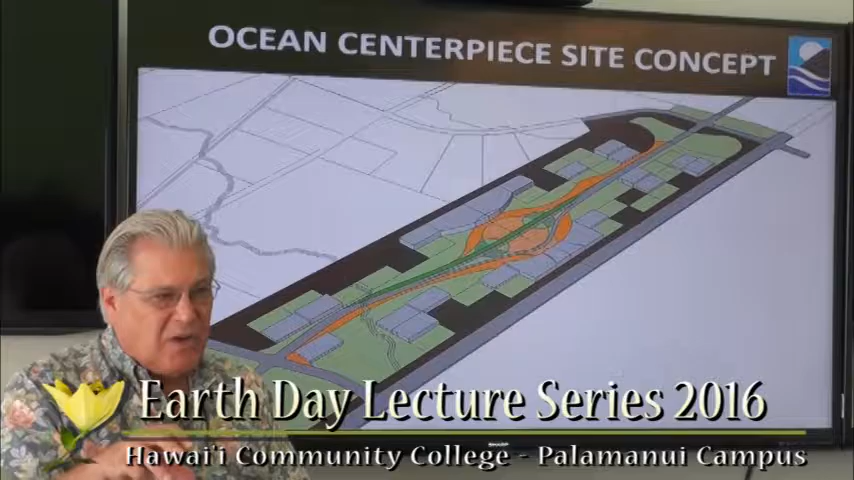 OCEAN CENTERPIECE SITE CONCEPT
Earth Day Lecture Series 2016
Hawai'i Community College - Palamanui Campus